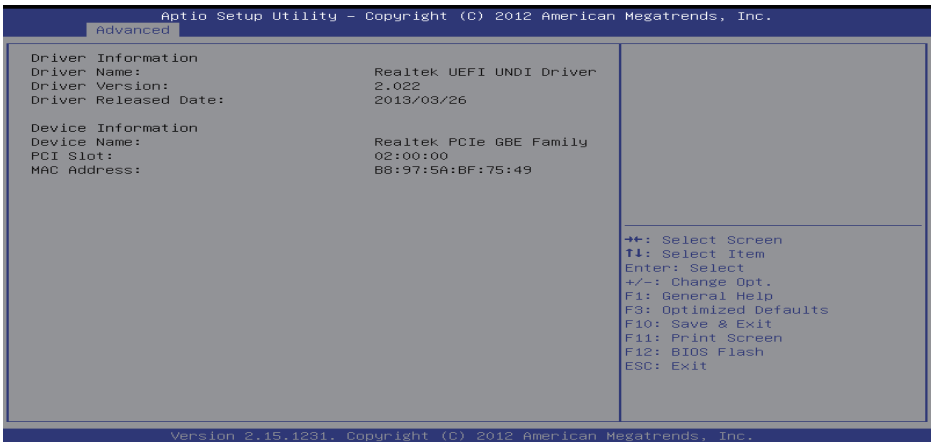 Aptio Setup Utility – Copyright (C) 2012 American Megatrends, Inc.
Advanced
Driver Information
Driver Name: Realtek UEFI UNDI Driver
Driver Version: 2.022
Driver Released Date: 2013/03/26
Device Information
Device Name: Realtek PCIe GBE Family
PCI Slot: 02:00:00
MAC Address: B8:97:5A:BF:75:49
→←: Select Screen
↑↓: Select Item
Enter: Select
+/-: Change Opt.
F1: General Help
F3: Optimized Defaults
F10: Save & Exit
F11: Print Screen
F12: BIOS Flash
ESC: Exit
Version 2.15.1231. Copyright (C) 2012 American Megatrends, Inc.